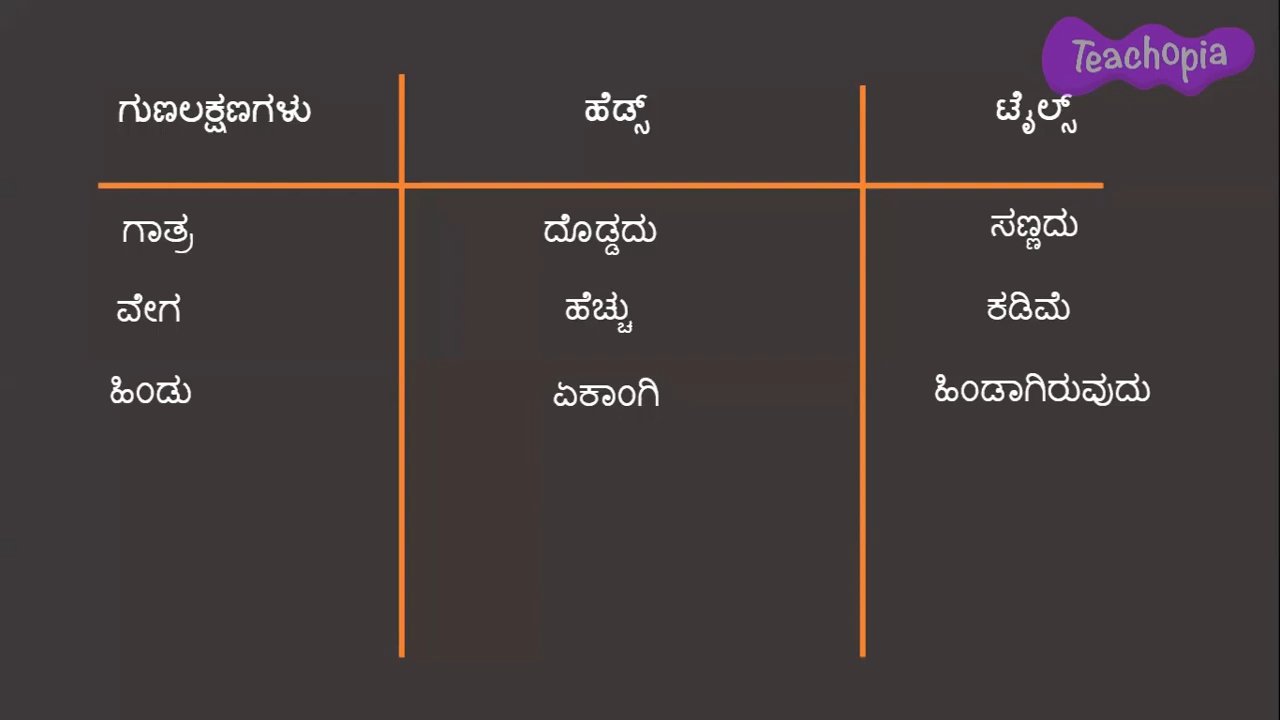 Teachopia
ಗುಣಲಕ್ಷಣಗಳು ಹೆಡ್ಸ್ ಟೈಲ್ಸ್
ಗಾತ್ರ ದೊಡ್ಡದು ಸಣ್ಣದು
ವೇಗ ಹೆಚ್ಚು ಕಡಿಮೆ
ಹಿಂಡು ಏಕಾಂಗಿ ಹಿಂಡಾಗಿರುವುದು